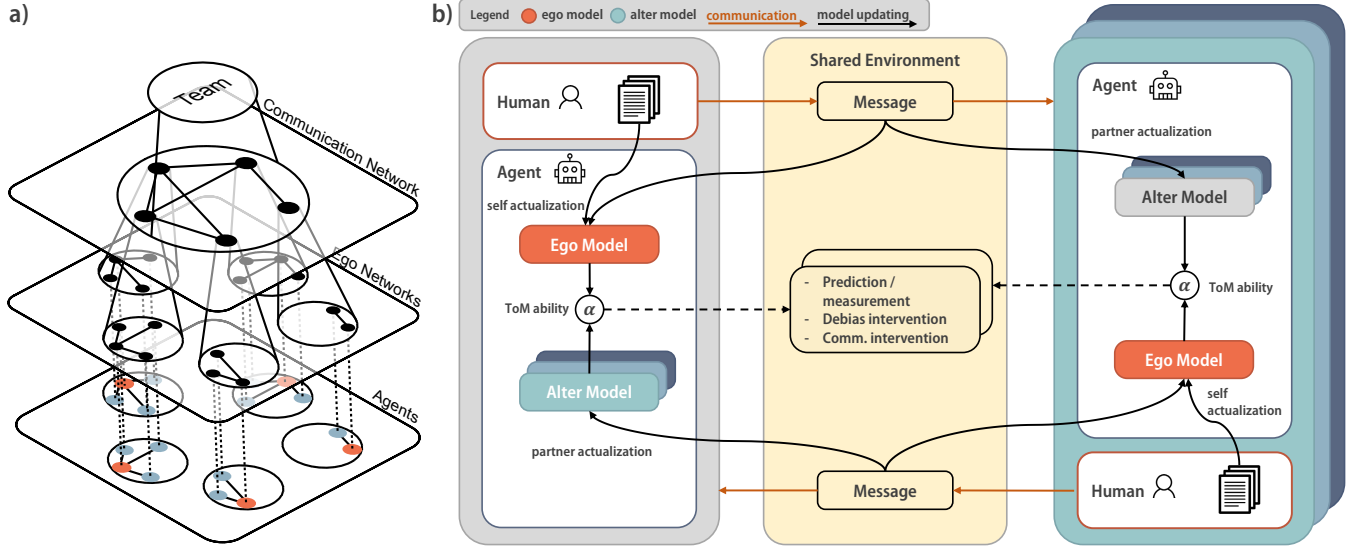 a)
Team
Communication Network
Ego Networks
Agents
b)
Legend ego model alter model communication model updating
Human
Agent
self actualization
Ego Model
ToM ability
α
Alter Model
partner actualization
Shared Environment
Message
- Prediction /
measurement
- Debias intervention
- Comm. intervention
Message
Agent
partner actualization
Alter Model
α
ToM ability
Ego Model
self
actualization
Human